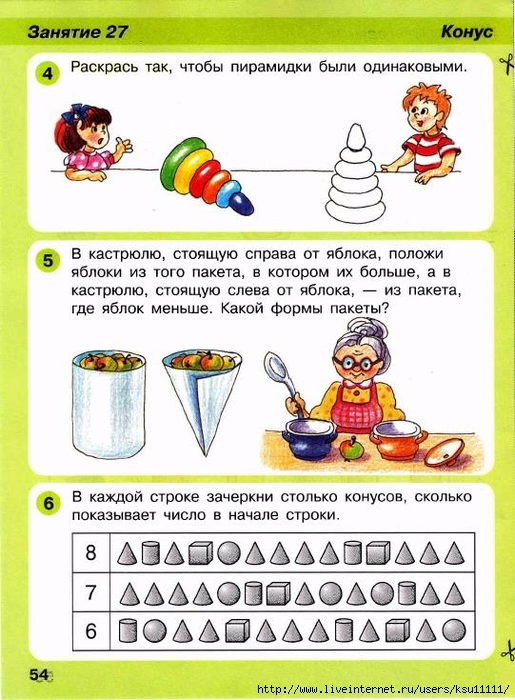 Занятие 27 Конус
4 Раскрась так, чтобы пирамидки были одинаковыми.
5 В кастрюлю, стоящую справа от яблока, положи
яблоки из того пакета, в котором их больше, а в
кастрюлю, стоящую слева от яблока, — из пакета,
где яблок меньше. Какой формы пакеты?
6 В каждой строке зачеркни столько конусов, сколько
показывает число в начале строки.
8
7
6
54
http://www.liveinternet.ru/users/ksu11111/